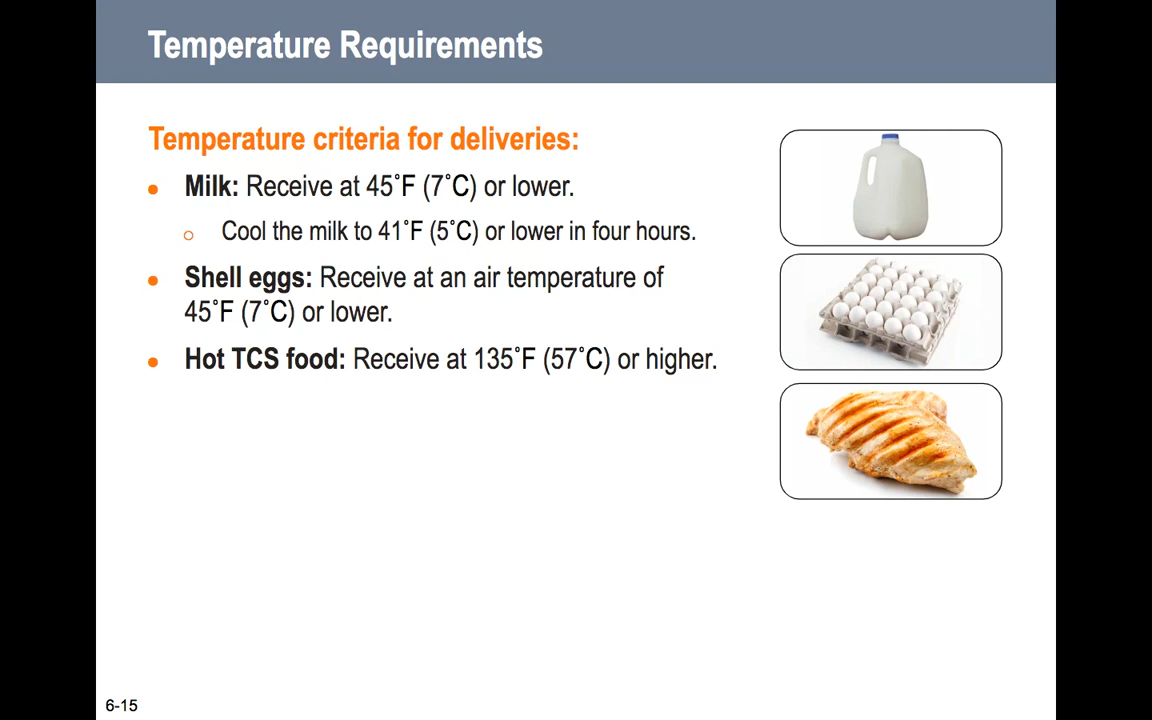 Temperature Requirements
Temperature criteria for deliveries:
• Milk: Receive at 45˚F (7˚C) or lower.
○ Cool the milk to 41˚F (5˚C) or lower in four hours.
• Shell eggs: Receive at an air temperature of
45˚F (7˚C) or lower.
• Hot TCS food: Receive at 135˚F (57˚C) or higher.
6-15